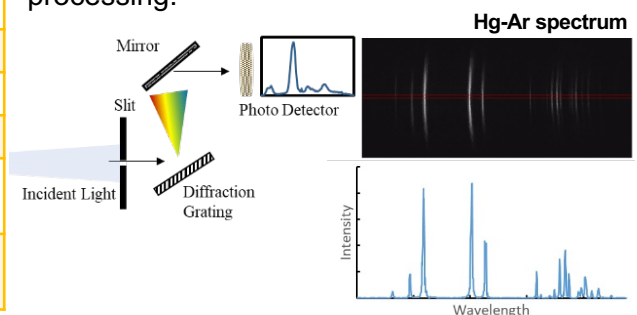 processing.
Hg-Ar spectrum
Mirror
Slit
Photo Detector
Incident Light
Diffraction
Grating
Intensity
Wavelength